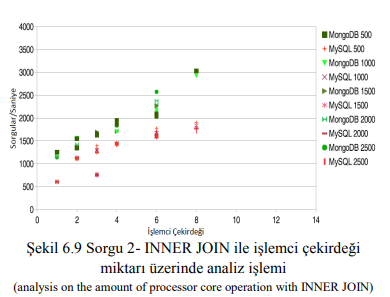 4000
3500
3000
2500
2000
1500
1000
500
0
0
2
4
6
8
10
12
14
Sorgular/Saniye
İşlemci Çekirdeği
MongoDB 500
MySQL 500
MongoDB 1000
MySQL 1000
MongoDB 1500
MySQL 1500
MongoDB 2000
MySQL 2000
MongoDB 2500
MySQL 2500
Şekil 6.9 Sorgu 2- INNER JOIN ile işlemci çekirdeği
miktarı üzerinde analiz işlemi
(analysis on the amount of processor core operation with INNER JOIN)